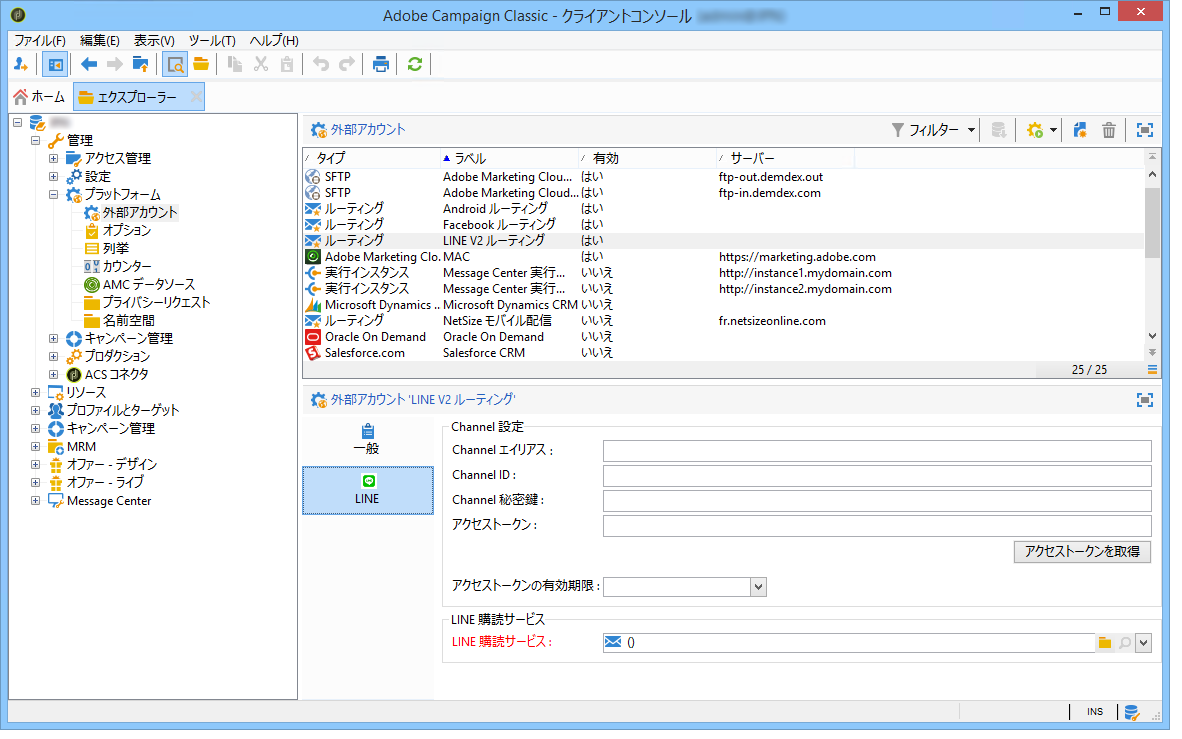 Adobe Campaign Classic - クライアントコンソール
ファイル(F) 編集(E) 表示(V) ツール(T) ヘルプ(H)
ホーム エクスプローラー
管理
アクセス管理
設定
プラットフォーム
外部アカウント
オプション
列挙
カウンター
AMC データソース
プライバシーリクエスト
名前空間
キャンペーン管理
プロダクション
ACS コネクタ
リソース
プロファイルとターゲット
キャンペーン管理
MRM
オファー - デザイン
オファー - ライブ
Message Center
外部アカウント フィルター
タイプ ラベル 有効 サーバー
SFTP Adobe Marketing Clou... はい ftp-out.demdex.out
SFTP Adobe Marketing Cloud... はい ftp-in.demdex.com
ルーティング Android ルーティング はい
ルーティング Facebook ルーティング はい
ルーティング LINE V2 ルーティング はい
Adobe Marketing Clo. MAC はい https://marketing.adobe.com
実行インスタンス Message Center 実行... いいえ http://instance1.mydomain.com
実行インスタンス Message Center 実行... いいえ http://instance2.mydomain.com
Microsoft Dynamics .. Microsoft Dynamics CRM いいえ
ルーティング NetSize モバイル配信 いいえ fr.netsizeonline.com
Oracle On Demand Oracle On Demand いいえ
Salesforce.com Salesforce CRM いいえ
25 / 25
外部アカウント 'LINE V2 ルーティング'
一般
LINE
Channel 設定
Channel エイリアス :
Channel ID :
Channel 秘密鍵 :
アクセストークン :
アクセストークンを取得
アクセストークンの有効期限 :
LINE 購読サービス
LINE 購読サービス : ()
INS